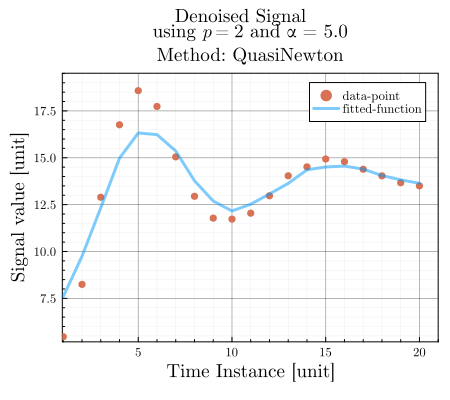 Denoised Signal
using p = 2 and α = 5.0
Method: QuasiNewton
data-point
fitted-function
Signal value [unit]
17.5
15.0
12.5
10.0
7.5
5
10
15
20
Time Instance [unit]